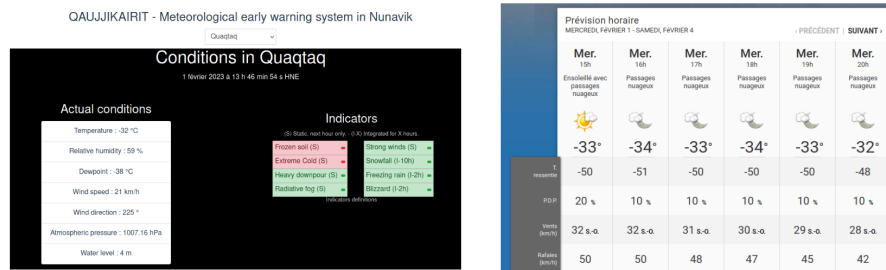 QAUJJIKAIRIT - Meteorological early warning system in Nunavik
Quaqtaq
Conditions in Quaqtaq
1 février 2023 à 13 h 46 min 54 s HNE
Actual conditions
Temperature : -32 °C
Relative humidity : 59 %
Dewpoint : -38 °C
Wind speed : 21 km/h
Wind direction : 225 °
Atmospheric pressure : 1007.16 hPa
Water level : 4 m
Indicators
(S) Static, next hour only. - (I-X) Integrated for X hours.
Frozen soil (S) Strong winds (S)
Extreme Cold (S) Snowfall (I-10h)
Heavy downpour (S) Freezing rain (I-2h)
Radiative fog (S) Blizzard (I-2h)
Indicators definitions
Prévision horaire
MERCREDI, FéVRIER 1 - SAMEDI, FéVRIER 4
‹ PRÉCÉDENT | SUIVANT ›
Mer. Mer. Mer. Mer. Mer. Mer.
15h 16h 17h 18h 19h 20h
Ensoleillé avec passages nuageux Passages nuageux Passages nuageux Passages nuageux Passages nuageux Passages nuageux
-33° -34° -33° -34° -33° -32°
T. ressentie -50 -51 -50 -50 -50 -48
P.D.P. 20 % 10 % 10 % 10 % 10 % 10 %
Vents (km/h) 32 s.-o. 32 s.-o. 31 s.-o. 30 s.-o. 29 s.-o. 28 s.-o.
Rafales (km/h) 50 50 48 47 45 42